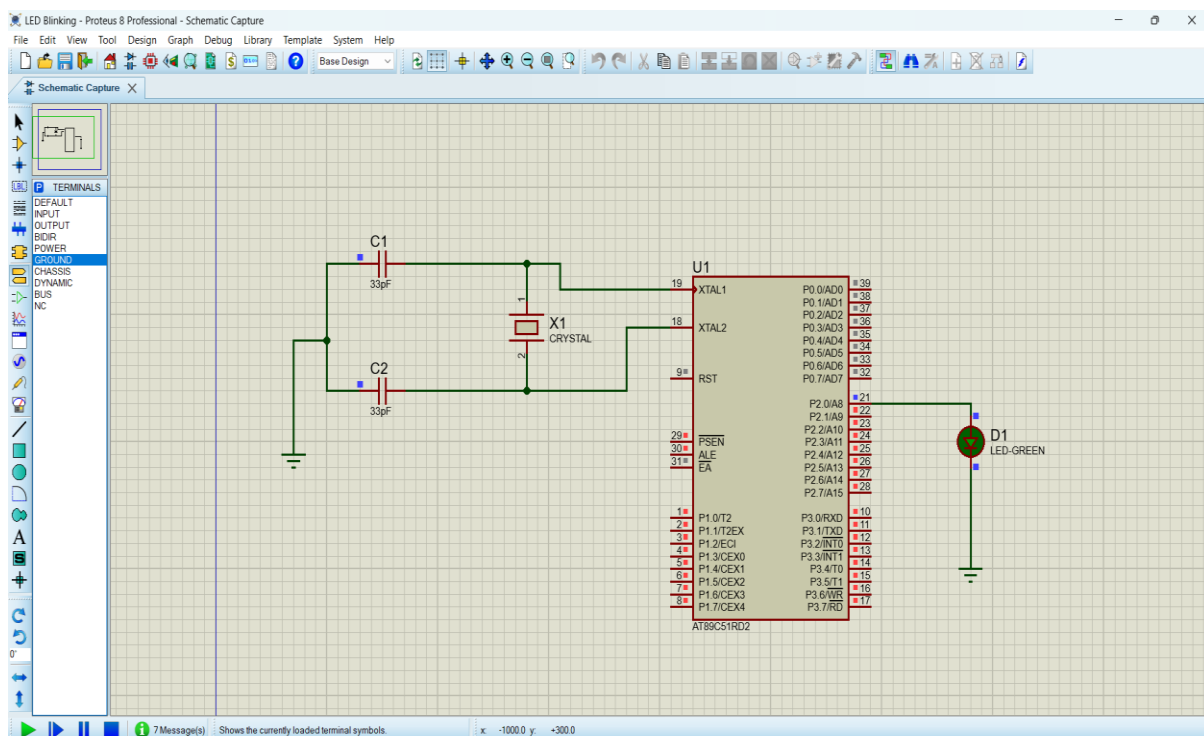 LED Blinking - Proteus 8 Professional - Schematic Capture
File Edit View Tool Design Graph Debug Library Template System Help
Base Design
Schematic Capture
TERMINALS
DEFAULT
INPUT
OUTPUT
BIDIR
POWER
GROUND
CHASSIS
DYNAMIC
BUS
NC
LBL
A
S
0°
C1
33pF
C2
33pF
1
X1
CRYSTAL
2
U1
19 XTAL1
18 XTAL2
9 RST
29 PSEN
30 ALE
31 EA
1 P1.0/T2
2 P1.1/T2EX
3 P1.2/ECI
4 P1.3/CEX0
5 P1.4/CEX1
6 P1.5/CEX2
7 P1.6/CEX3
8 P1.7/CEX4
P0.0/AD0 39
P0.1/AD1 38
P0.2/AD2 37
P0.3/AD3 36
P0.4/AD4 35
P0.5/AD5 34
P0.6/AD6 33
P0.7/AD7 32
P2.0/A8 21
P2.1/A9 22
P2.2/A10 23
P2.3/A11 24
P2.4/A12 25
P2.5/A13 26
P2.6/A14 27
P2.7/A15 28
P3.0/RXD 10
P3.1/TXD 11
P3.2/INT0 12
P3.3/INT1 13
P3.4/T0 14
P3.5/T1 15
P3.6/WR 16
P3.7/RD 17
AT89C51RD2
D1
LED-GREEN
7 Message(s) Shows the currently loaded terminal symbols. x: -1000.0 y: +300.0